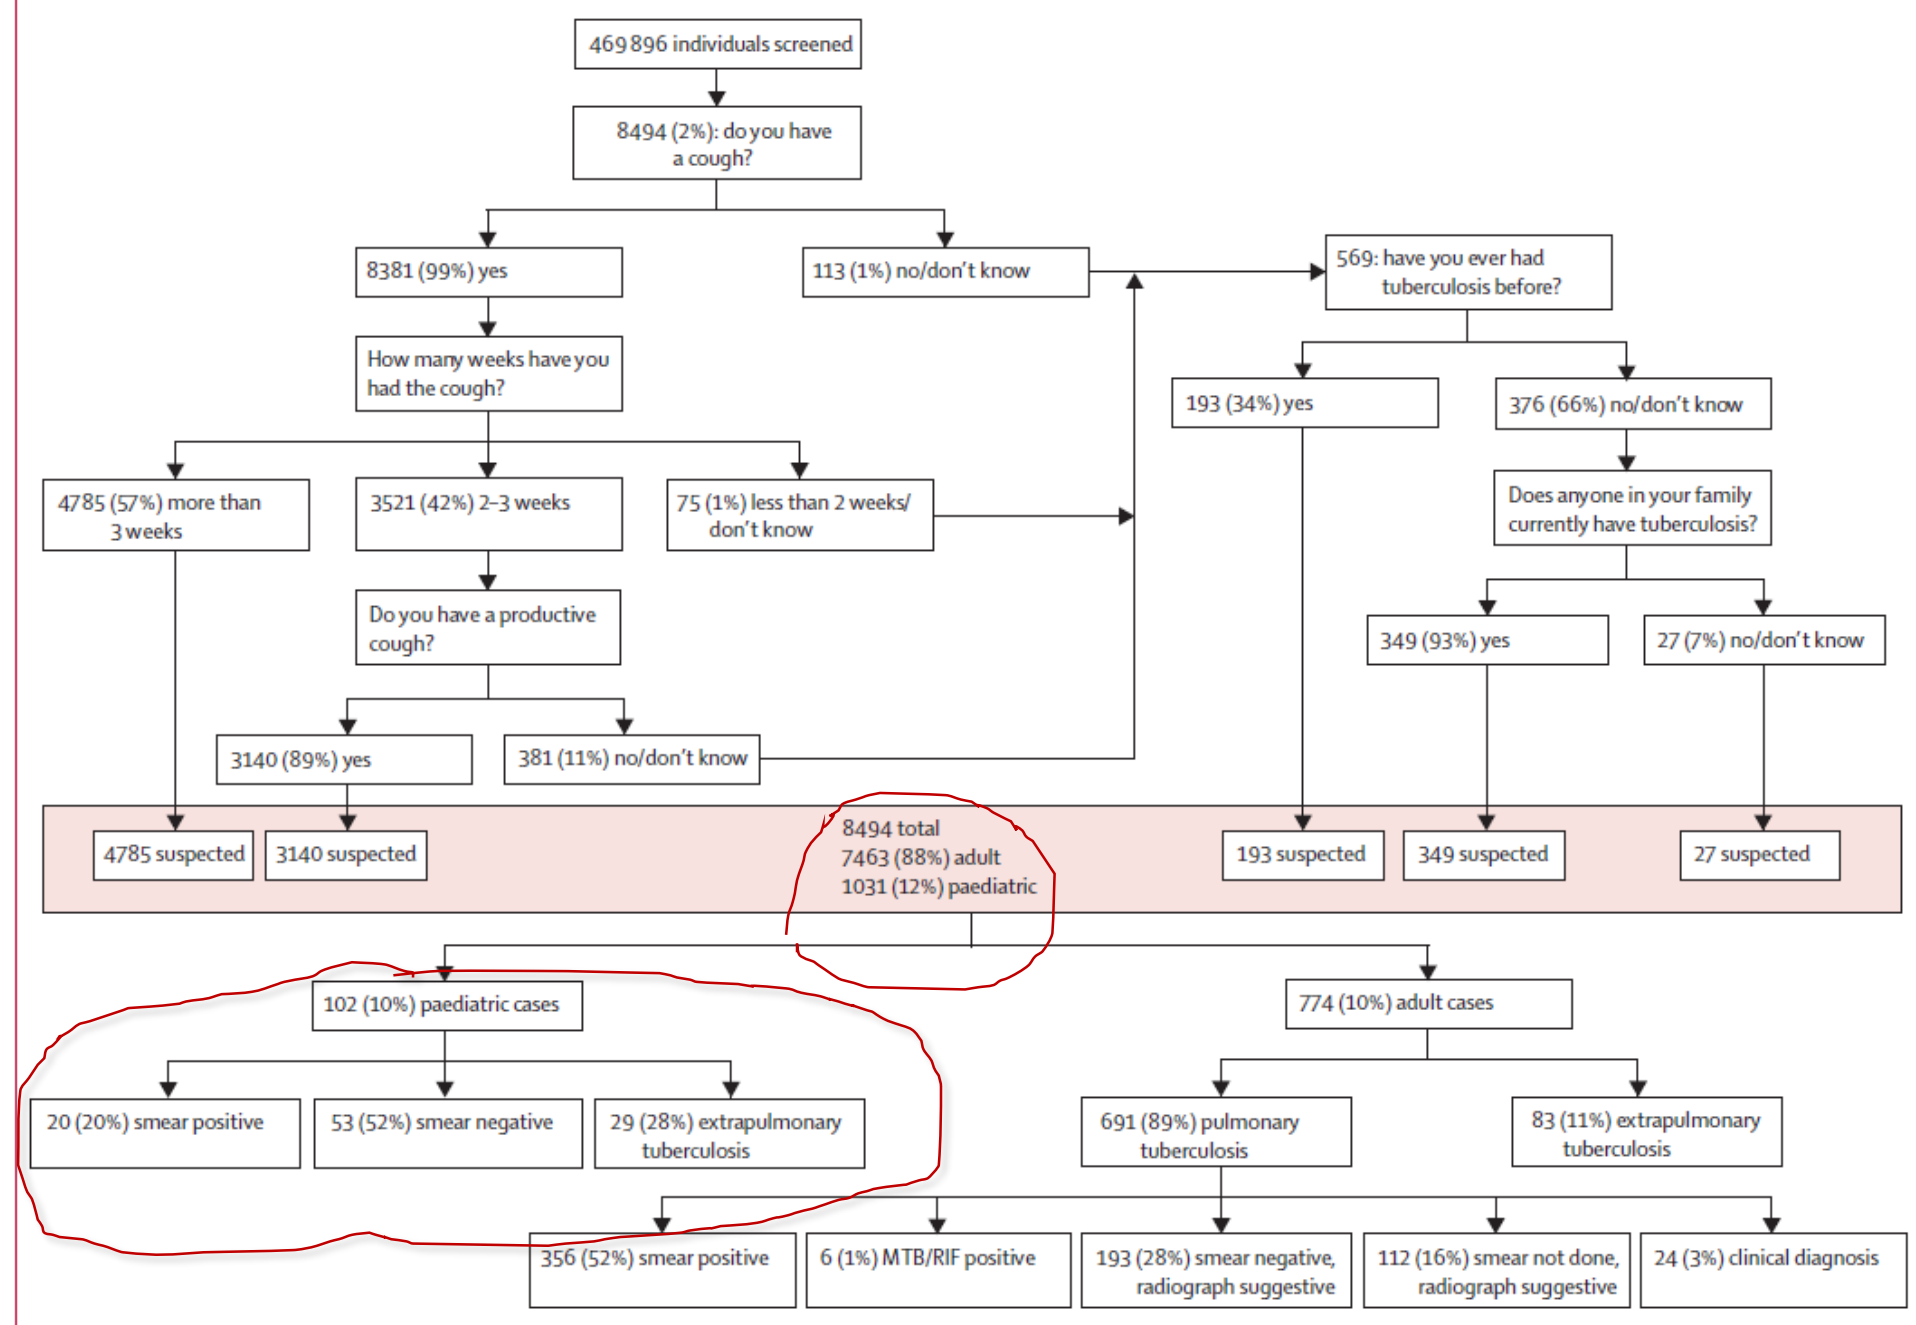 469 896 individuals screened
8494 (2%): do you have
a cough?
8381 (99%) yes
113 (1%) no/don't know
569: have you ever had
tuberculosis before?
How many weeks have you
had the cough?
193 (34%) yes
376 (66%) no/don't know
4785 (57%) more than
3 weeks
3521 (42%) 2–3 weeks
75 (1%) less than 2 weeks/
don't know
Does anyone in your family
currently have tuberculosis?
Do you have a productive
cough?
349 (93%) yes
27 (7%) no/don't know
3140 (89%) yes
381 (11%) no/don't know
4785 suspected
3140 suspected
8494 total
7463 (88%) adult
1031 (12%) paediatric
193 suspected
349 suspected
27 suspected
102 (10%) paediatric cases
774 (10%) adult cases
20 (20%) smear positive
53 (52%) smear negative
29 (28%) extrapulmonary
tuberculosis
691 (89%) pulmonary
tuberculosis
83 (11%) extrapulmonary
tuberculosis
356 (52%) smear positive
6 (1%) MTB/RIF positive
193 (28%) smear negative,
radiograph suggestive
112 (16%) smear not done,
radiograph suggestive
24 (3%) clinical diagnosis